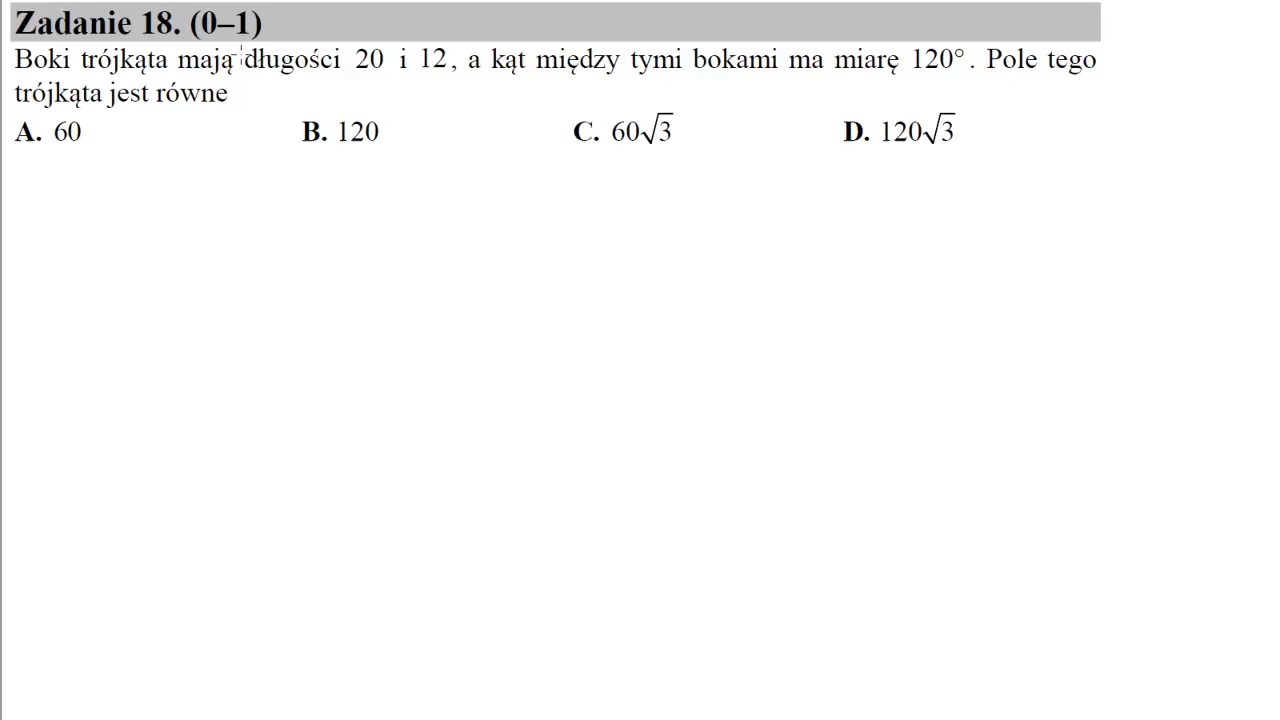 Zadanie 18. (0–1)
Boki trójkąta mają długości 20 i 12, a kąt między tymi bokami ma miarę 120°. Pole tego
trójkąta jest równe
A. 60 B. 120 C. 60√3 D. 120√3